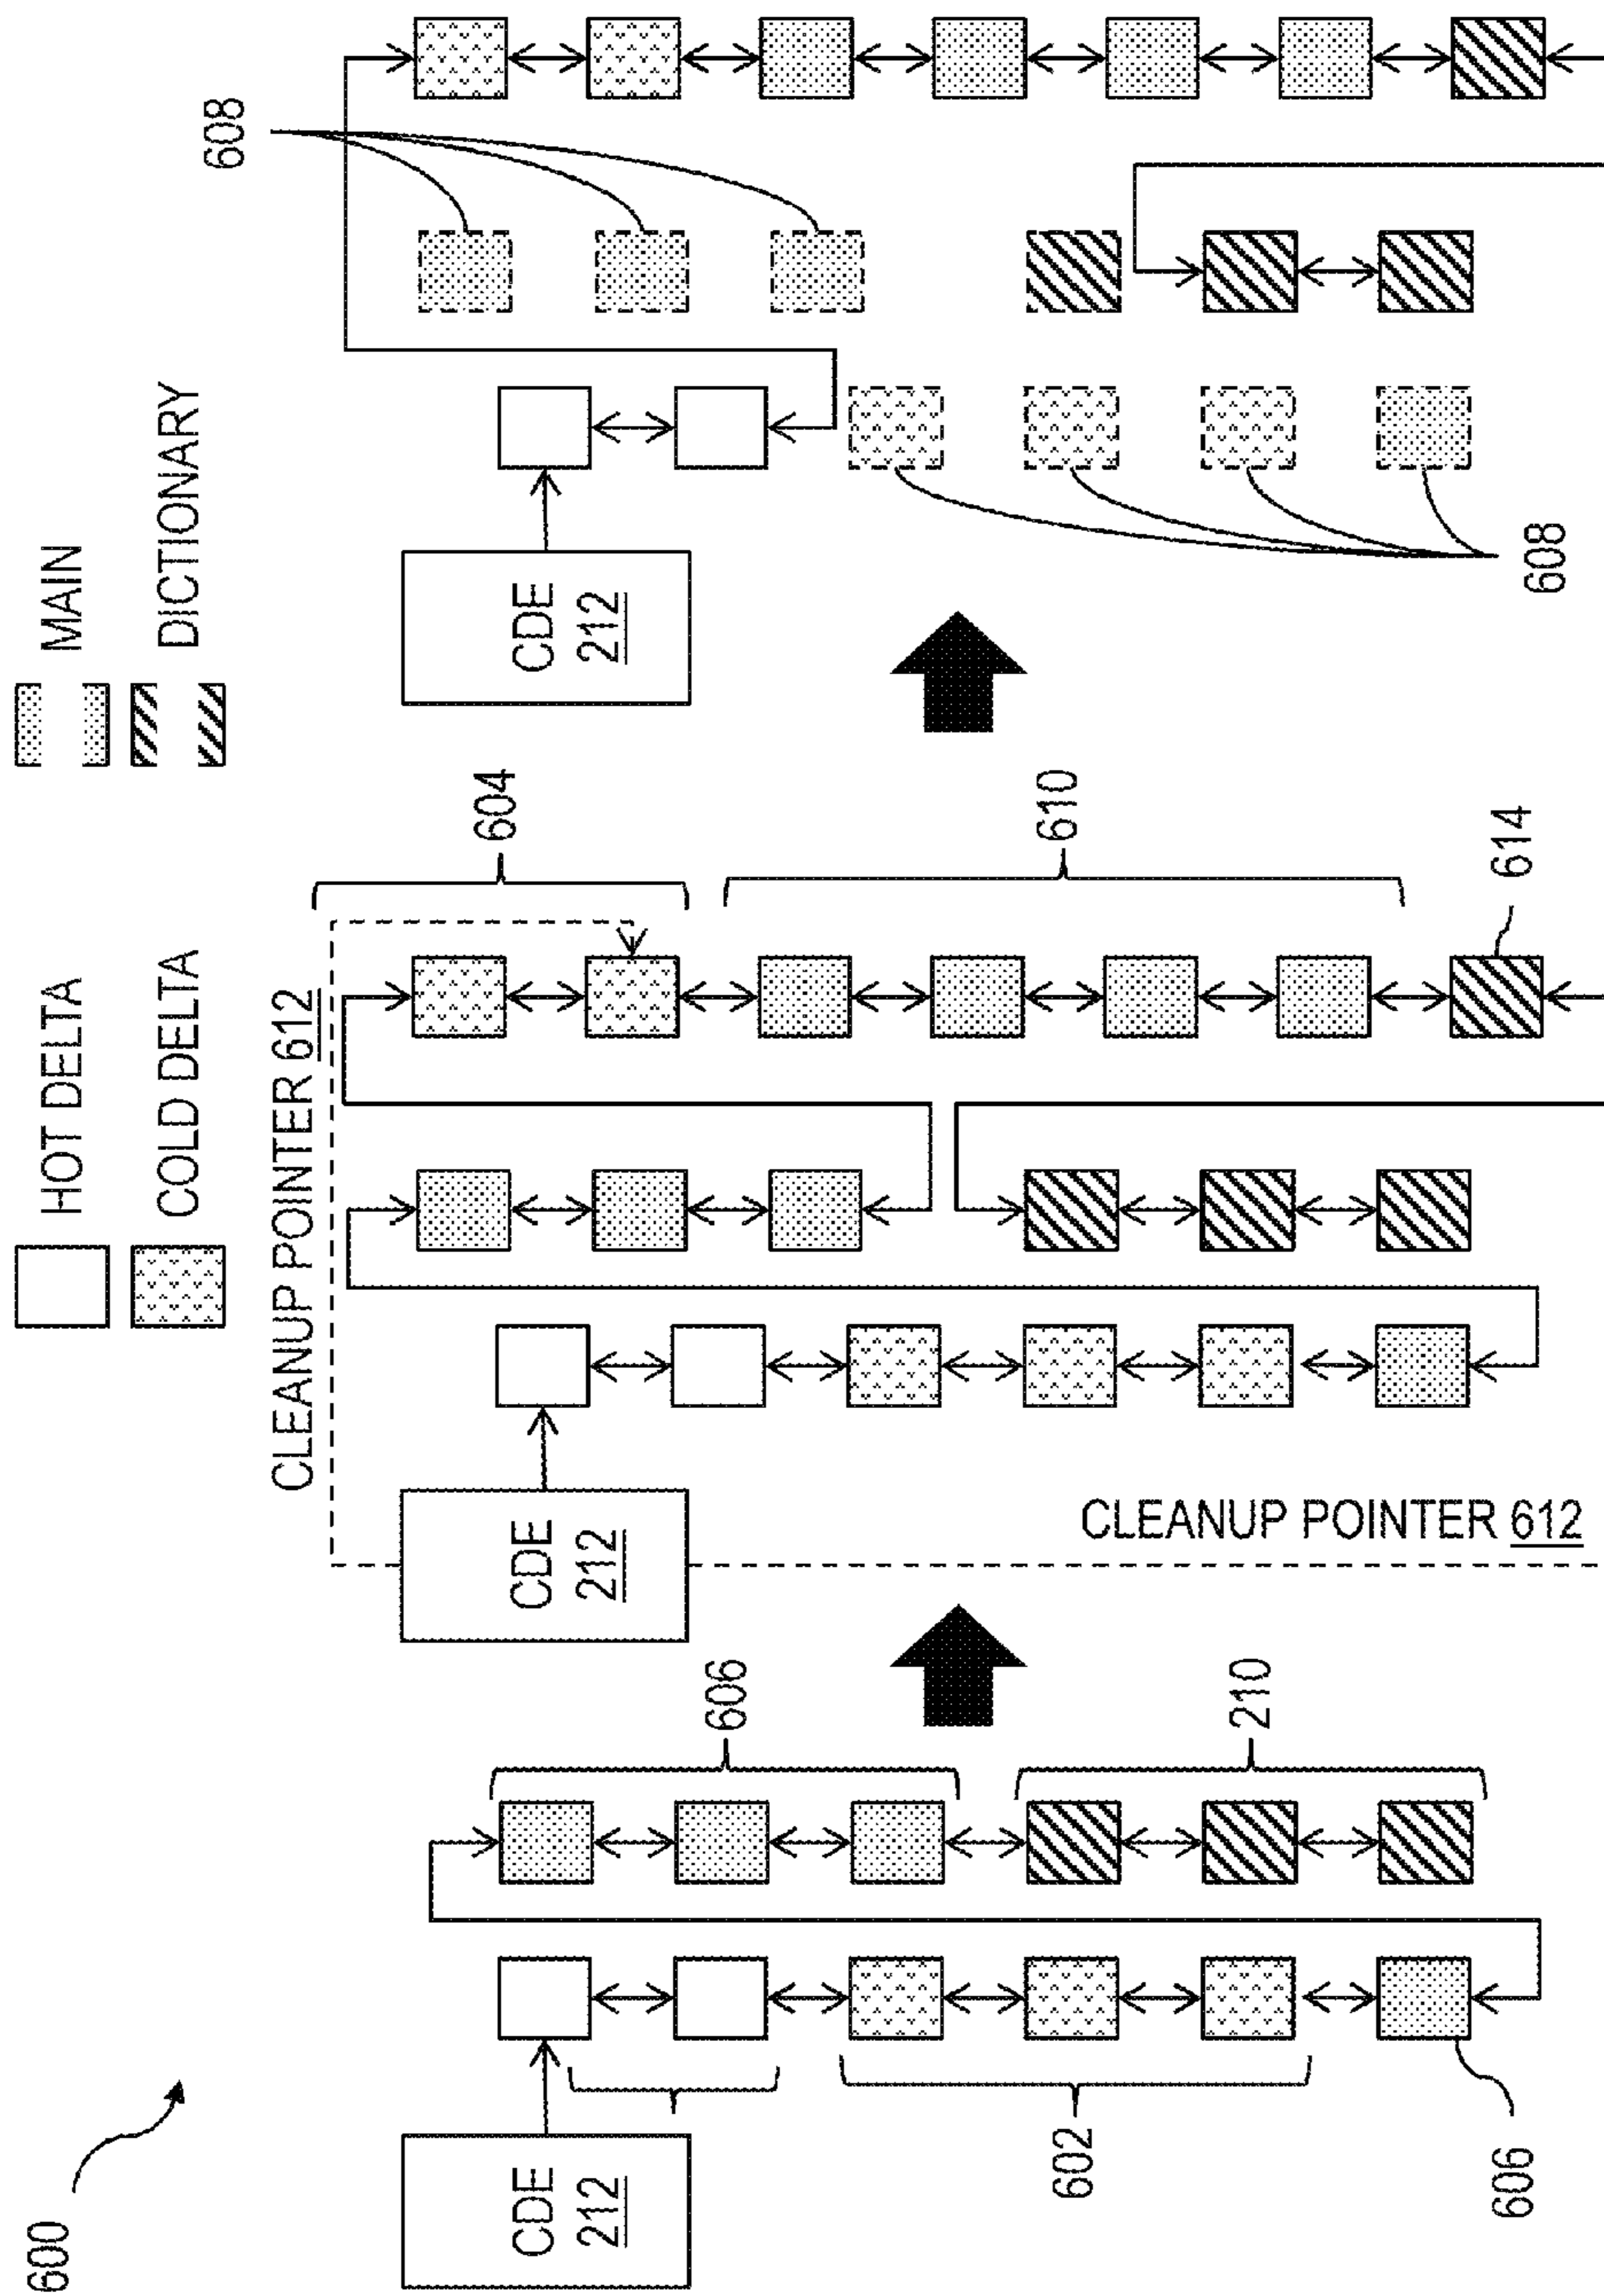 600
HOT DELTA
MAIN
COLD DELTA
DICTIONARY
CDE
212
602
606
606
210
CLEANUP POINTER 612
CDE
212
CLEANUP POINTER 612
604
610
614
CDE
212
608
608